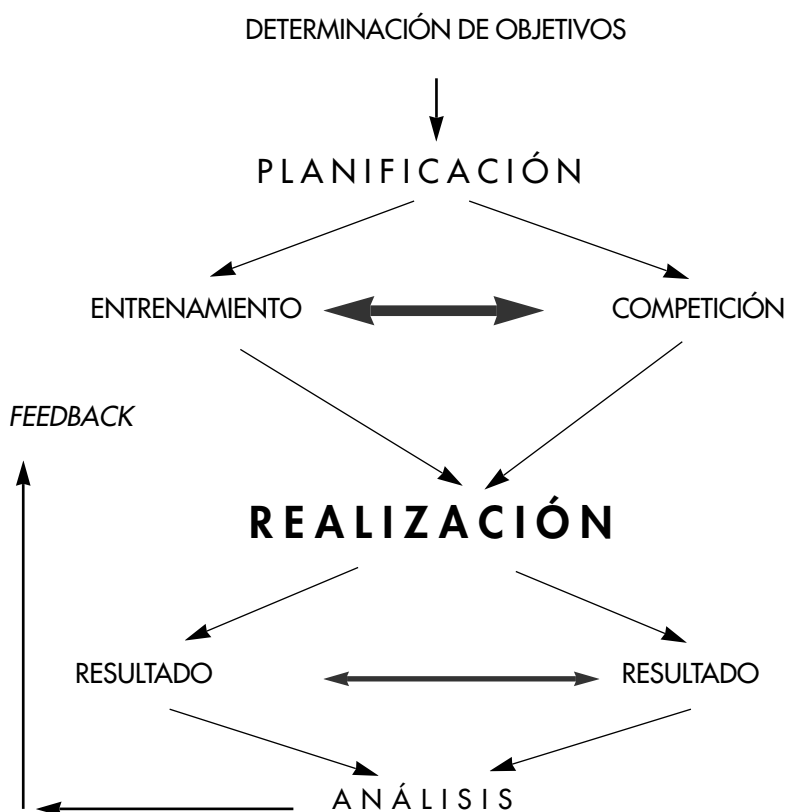 DETERMINACIÓN DE OBJETIVOS
PLANIFICACIÓN
ENTRENAMIENTO
COMPETICIÓN
FEEDBACK
REALIZACIÓN
RESULTADO
RESULTADO
ANÁLISIS